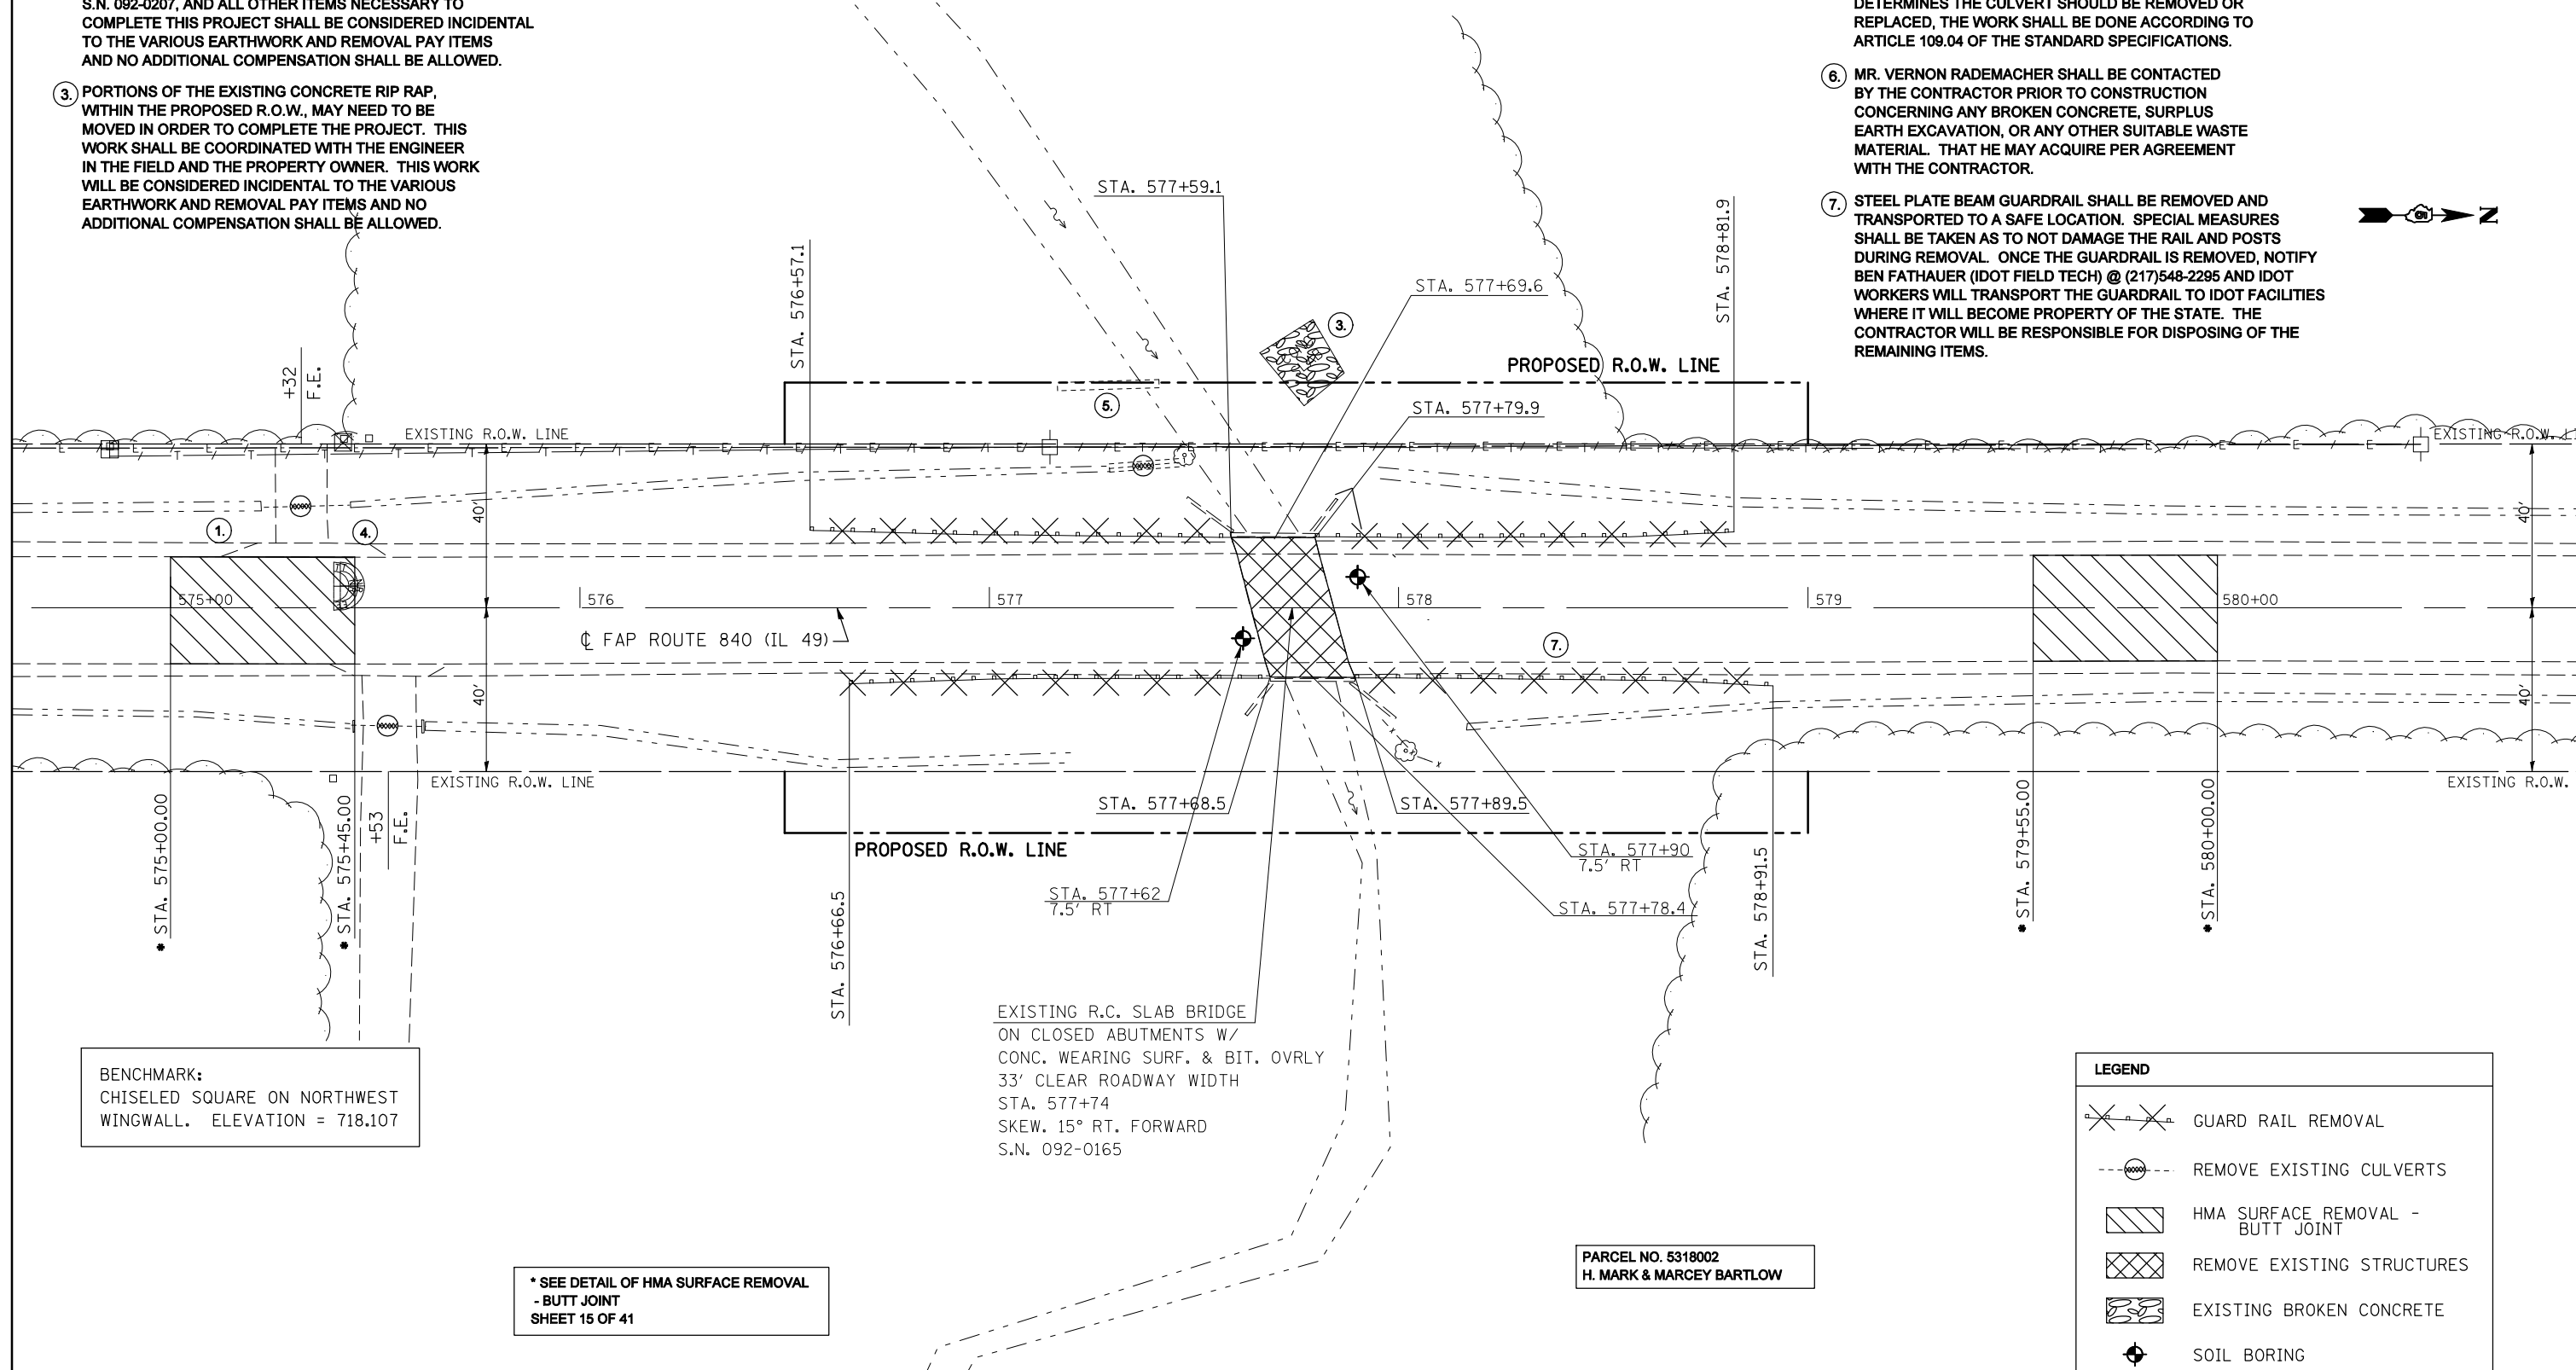 S.N. 092-0207, AND ALL OTHER ITEMS NECESSARY TO
COMPLETE THIS PROJECT SHALL BE CONSIDERED INCIDENTAL
TO THE VARIOUS EARTHWORK AND REMOVAL PAY ITEMS
AND NO ADDITIONAL COMPENSATION SHALL BE ALLOWED.
3. PORTIONS OF THE EXISTING CONCRETE RIP RAP,
WITHIN THE PROPOSED R.O.W., MAY NEED TO BE
MOVED IN ORDER TO COMPLETE THE PROJECT. THIS
WORK SHALL BE COORDINATED WITH THE ENGINEER
IN THE FIELD AND THE PROPERTY OWNER. THIS WORK
WILL BE CONSIDERED INCIDENTAL TO THE VARIOUS
EARTHWORK AND REMOVAL PAY ITEMS AND NO
ADDITIONAL COMPENSATION SHALL BE ALLOWED.
DETERMINES THE CULVERT SHOULD BE REMOVED OR
REPLACED, THE WORK SHALL BE DONE ACCORDING TO
ARTICLE 109.04 OF THE STANDARD SPECIFICATIONS.
6. MR. VERNON RADEMACHER SHALL BE CONTACTED
BY THE CONTRACTOR PRIOR TO CONSTRUCTION
CONCERNING ANY BROKEN CONCRETE, SURPLUS
EARTH EXCAVATION, OR ANY OTHER SUITABLE WASTE
MATERIAL. THAT HE MAY ACQUIRE PER AGREEMENT
WITH THE CONTRACTOR.
7. STEEL PLATE BEAM GUARDRAIL SHALL BE REMOVED AND
TRANSPORTED TO A SAFE LOCATION. SPECIAL MEASURES
SHALL BE TAKEN AS TO NOT DAMAGE THE RAIL AND POSTS
DURING REMOVAL. ONCE THE GUARDRAIL IS REMOVED, NOTIFY
BEN FATHAUER (IDOT FIELD TECH) @ (217)548-2295 AND IDOT
WORKERS WILL TRANSPORT THE GUARDRAIL TO IDOT FACILITIES
WHERE IT WILL BECOME PROPERTY OF THE STATE. THE
CONTRACTOR WILL BE RESPONSIBLE FOR DISPOSING OF THE
REMAINING ITEMS.
N
STA. 577+59.1
STA. 576+57.1
STA. 578+81.9
STA. 577+69.6
3.
PROPOSED R.O.W. LINE
+32
F.E.
5.
STA. 577+79.9
EXISTING R.O.W. LINE
EXISTING R.O.W. L
40'
40'
1.
4.
575+00
576
577
578
579
580+00
℄ FAP ROUTE 840 (IL 49)
7.
40'
40'
EXISTING R.O.W. LINE
EXISTING R.O.W.
* STA. 575+00.00
* STA. 575+45.00
+53
F.E.
STA. 577+68.5
STA. 577+89.5
* STA. 579+55.00
* STA. 580+00.00
PROPOSED R.O.W. LINE
STA. 577+90
7.5' RT
STA. 577+62
7.5' RT
STA. 577+78.4
STA. 576+66.5
STA. 578+91.5
EXISTING R.C. SLAB BRIDGE
ON CLOSED ABUTMENTS W/
CONC. WEARING SURF. & BIT. OVRLY
33' CLEAR ROADWAY WIDTH
STA. 577+74
SKEW. 15° RT. FORWARD
S.N. 092-0165
BENCHMARK:
CHISELED SQUARE ON NORTHWEST
WINGWALL. ELEVATION = 718.107
* SEE DETAIL OF HMA SURFACE REMOVAL
- BUTT JOINT
SHEET 15 OF 41
PARCEL NO. 5318002
H. MARK & MARCEY BARTLOW
LEGEND
GUARD RAIL REMOVAL
REMOVE EXISTING CULVERTS
HMA SURFACE REMOVAL -
BUTT JOINT
REMOVE EXISTING STRUCTURES
EXISTING BROKEN CONCRETE
SOIL BORING